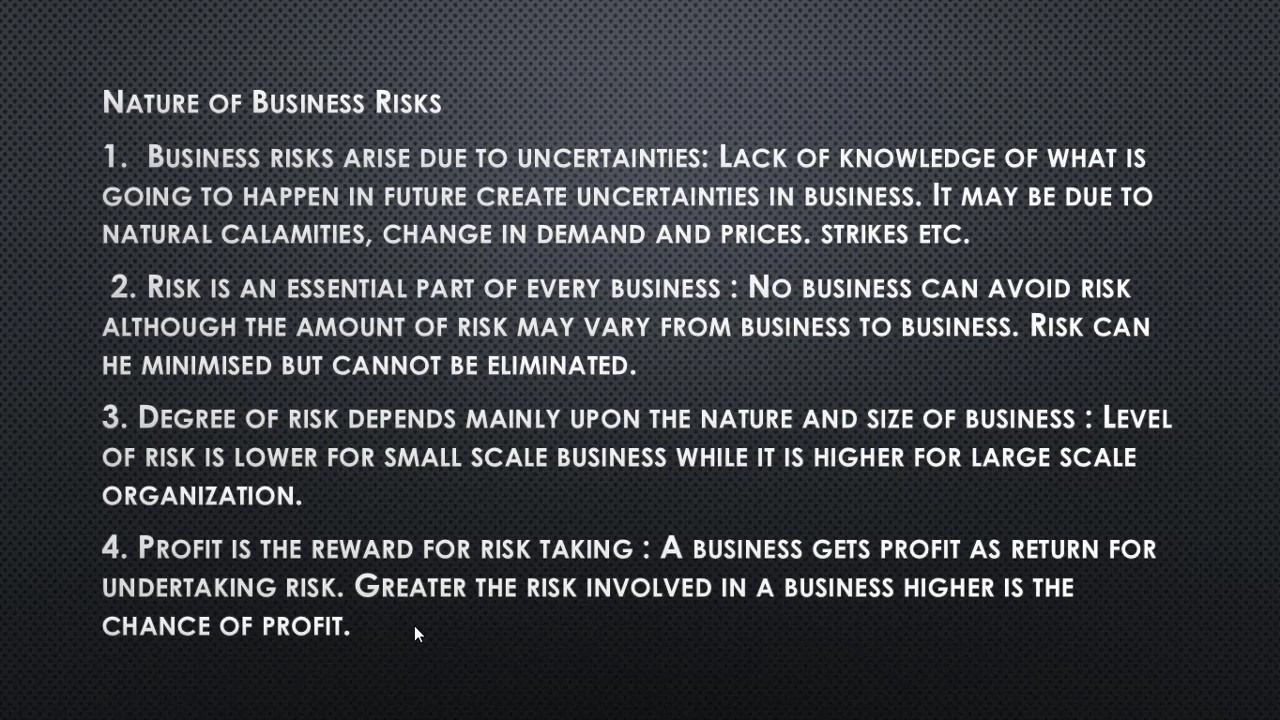 Nature of Business Risks
1. Business risks arise due to uncertainties: Lack of knowledge of what is
going to happen in future create uncertainties in business. It may be due to
natural calamities, change in demand and prices. strikes etc.
2. Risk is an essential part of every business : No business can avoid risk
although the amount of risk may vary from business to business. Risk can
he minimised but cannot be eliminated.
3. Degree of risk depends mainly upon the nature and size of business : Level
of risk is lower for small scale business while it is higher for large scale
organization.
4. Profit is the reward for risk taking : A business gets profit as return for
undertaking risk. Greater the risk involved in a business higher is the
chance of profit.